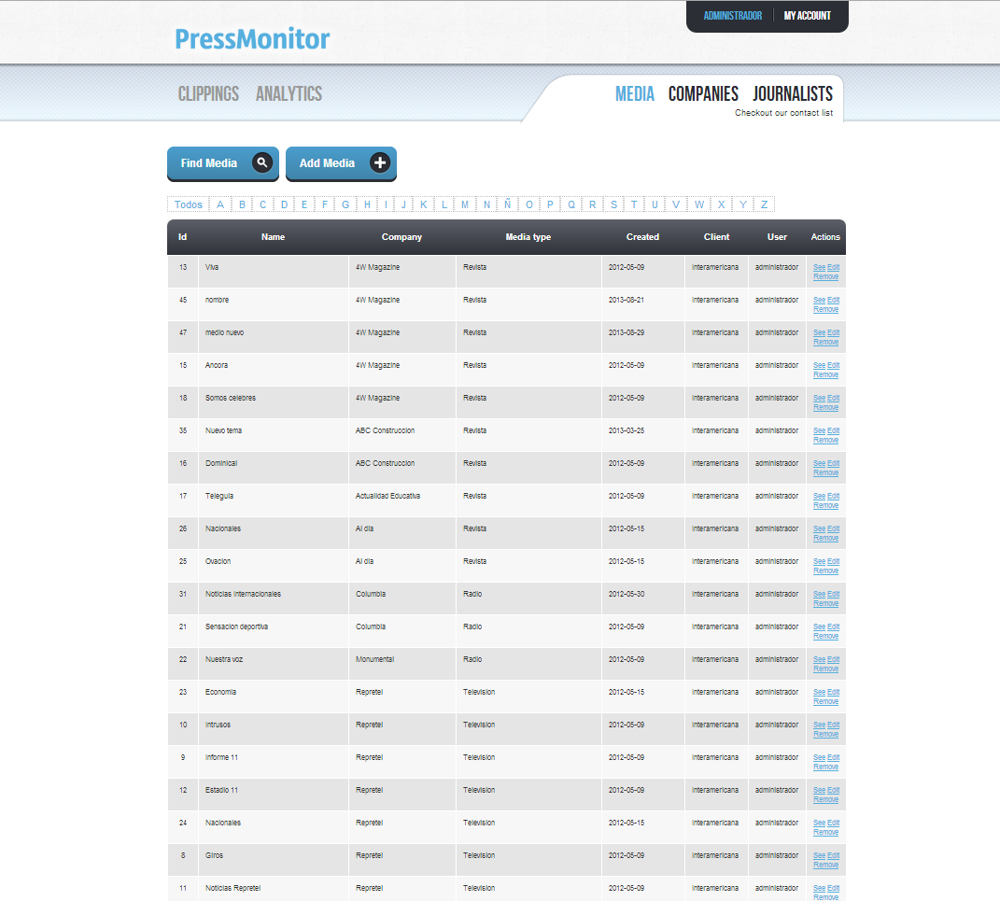 ADMINISTRADOR MY ACCOUNT
PressMonitor
CLIPPINGS ANALYTICS MEDIA COMPANIES JOURNALISTS
Checkout our contact list
Find Media Add Media
Todos A B C D E F G H I J K L M N Ñ O P Q R S T U V W X Y Z
Id Name Company Media type Created Client User Actions
13 Viva 4W Magazine Revista 2012-05-09 Interamericana administrador See Edit
Remove
45 nombre 4W Magazine Revista 2013-08-21 Interamericana administrador See Edit
Remove
47 medio nuevo 4W Magazine Revista 2013-08-29 Interamericana administrador See Edit
Remove
15 Ancora 4W Magazine Revista 2012-05-09 Interamericana administrador See Edit
Remove
18 Somos celebres 4W Magazine Revista 2012-05-09 Interamericana administrador See Edit
Remove
35 Nuevo tema ABC Construccion Revista 2013-03-25 Interamericana administrador See Edit
Remove
16 Dominical ABC Construccion Revista 2012-05-09 Interamericana administrador See Edit
Remove
17 Teleguia Actualidad Educativa Revista 2012-05-09 Interamericana administrador See Edit
Remove
26 Nacionales Al dia Revista 2012-05-15 Interamericana administrador See Edit
Remove
25 Ovacion Al dia Revista 2012-05-15 Interamericana administrador See Edit
Remove
31 Noticias Internacionales Columbia Radio 2012-05-30 Interamericana administrador See Edit
Remove
21 Sensacion deportiva Columbia Radio 2012-05-09 Interamericana administrador See Edit
Remove
22 Nuestra voz Monumental Radio 2012-05-09 Interamericana administrador See Edit
Remove
23 Economia Repretel Television 2012-05-15 Interamericana administrador See Edit
Remove
10 Intrusos Repretel Television 2012-05-09 Interamericana administrador See Edit
Remove
9 Informe 11 Repretel Television 2012-05-09 Interamericana administrador See Edit
Remove
12 Estadio 11 Repretel Television 2012-05-09 Interamericana administrador See Edit
Remove
24 Nacionales Repretel Television 2012-05-15 Interamericana administrador See Edit
Remove
8 Giros Repretel Television 2012-05-09 Interamericana administrador See Edit
Remove
11 Noticias Repretel Repretel Television 2012-05-09 Interamericana administrador See Edit
Remove